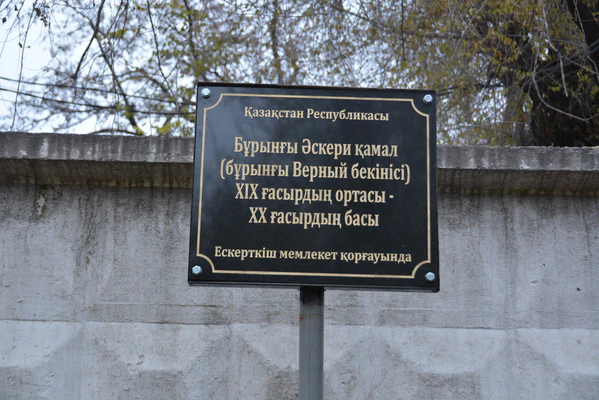 Қазақстан Республикасы
Бұрынғы Әскери қамал
(бұрынғы Верный бекінісі)
XIX ғасырдың ортасы -
XX ғасырдың басы
Ескерткіш мемлекет қорғауында